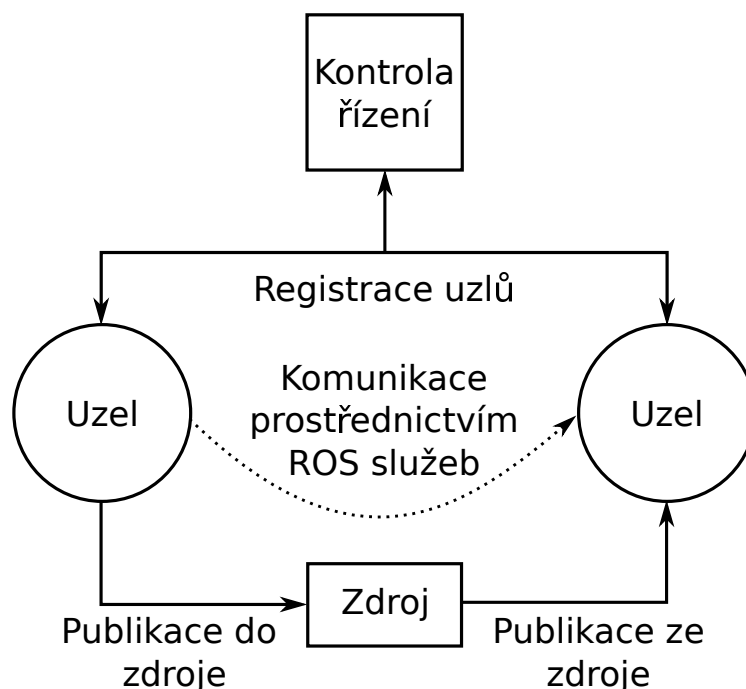 Kontrola
řízení
Registrace uzlů
Uzel
Komunikace
prostřednictvím
ROS služeb
Uzel
Zdroj
Publikace do
zdroje
Publikace ze
zdroje